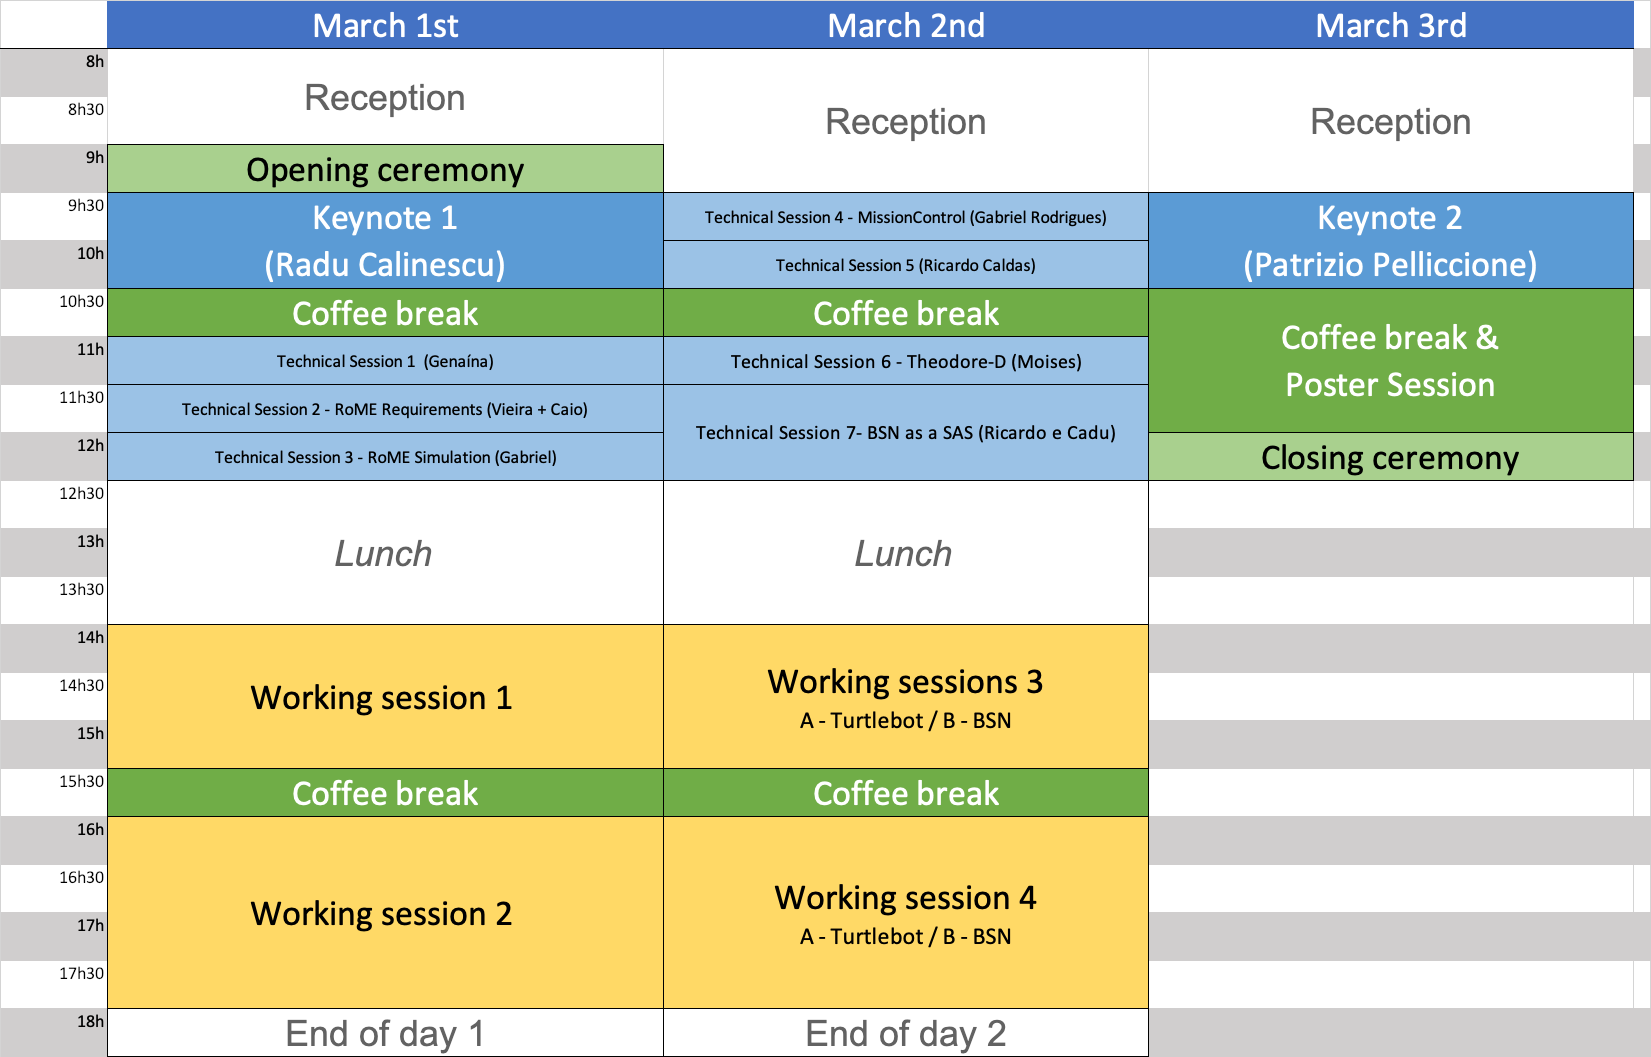 March 1st March 2nd March 3rd
8h
Reception
8h30
Reception Reception
9h
Opening ceremony
9h30
Keynote 1
(Radu Calinescu)
Technical Session 4 - MissionControl (Gabriel Rodrigues)
Keynote 2
(Patrizio Pelliccione)
10h
Technical Session 5 (Ricardo Caldas)
10h30
Coffee break Coffee break
Coffee break &
Poster Session
11h
Technical Session 1  (Genaína)
Technical Session 6 - Theodore-D (Moises)
11h30
Technical Session 2 - RoME Requirements (Vieira + Caio)
Technical Session 7- BSN as a SAS (Ricardo e Cadu)
12h
Technical Session 3 - RoME Simulation (Gabriel)
Closing ceremony
12h30
13h
Lunch Lunch
13h30
14h
14h30
Working session 1
Working sessions 3
A - Turtlebot / B - BSN
15h
15h30
Coffee break Coffee break
16h
16h30
Working session 2
Working session 4
A - Turtlebot / B - BSN
17h
17h30
18h
End of day 1 End of day 2